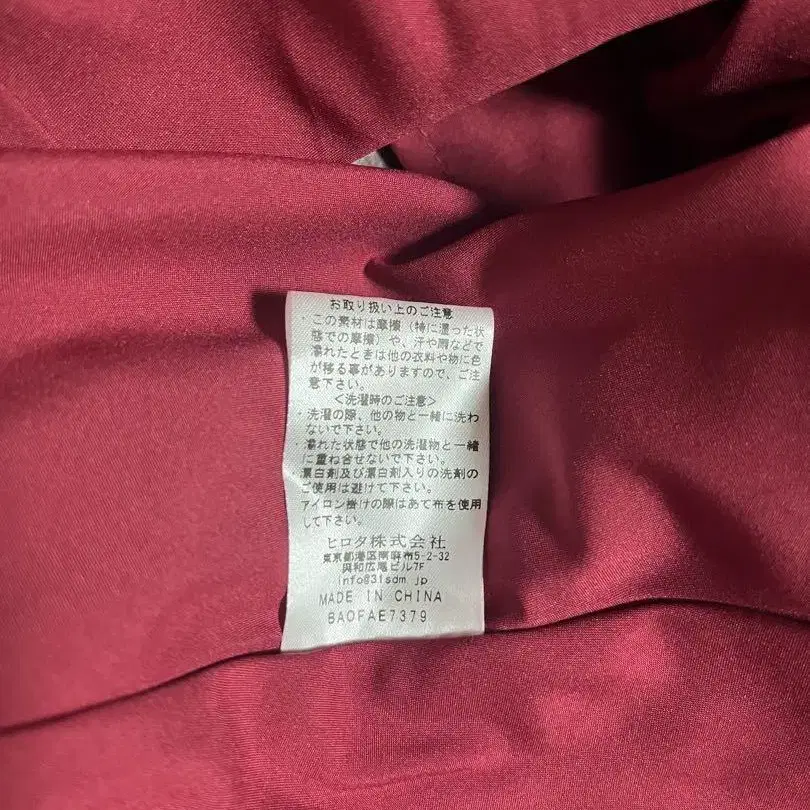 お取り扱い上のご注意
・この素材は摩擦(特に湿った状
態での摩擦)や、汗や雨などで
濡れたときは他の衣料や物に色
が移る事がありますので、ご注
意下さい。
<洗濯時のご注意>
・洗濯の際、他の物と一緒に洗わ
ないで下さい。
・濡れた状態で他の洗濯物と一緒
に重ね合せないで下さい。
・漂白剤及び漂白剤入りの洗剤の
ご使用は避けて下さい。
アイロン掛けの際はあて布を使用
して下さい。
ヒロタ株式会社
東京都港区南麻布5-2-32
興和広尾ビル7F
info@31sdm.jp
MADE IN CHINA
BAOFAE7379